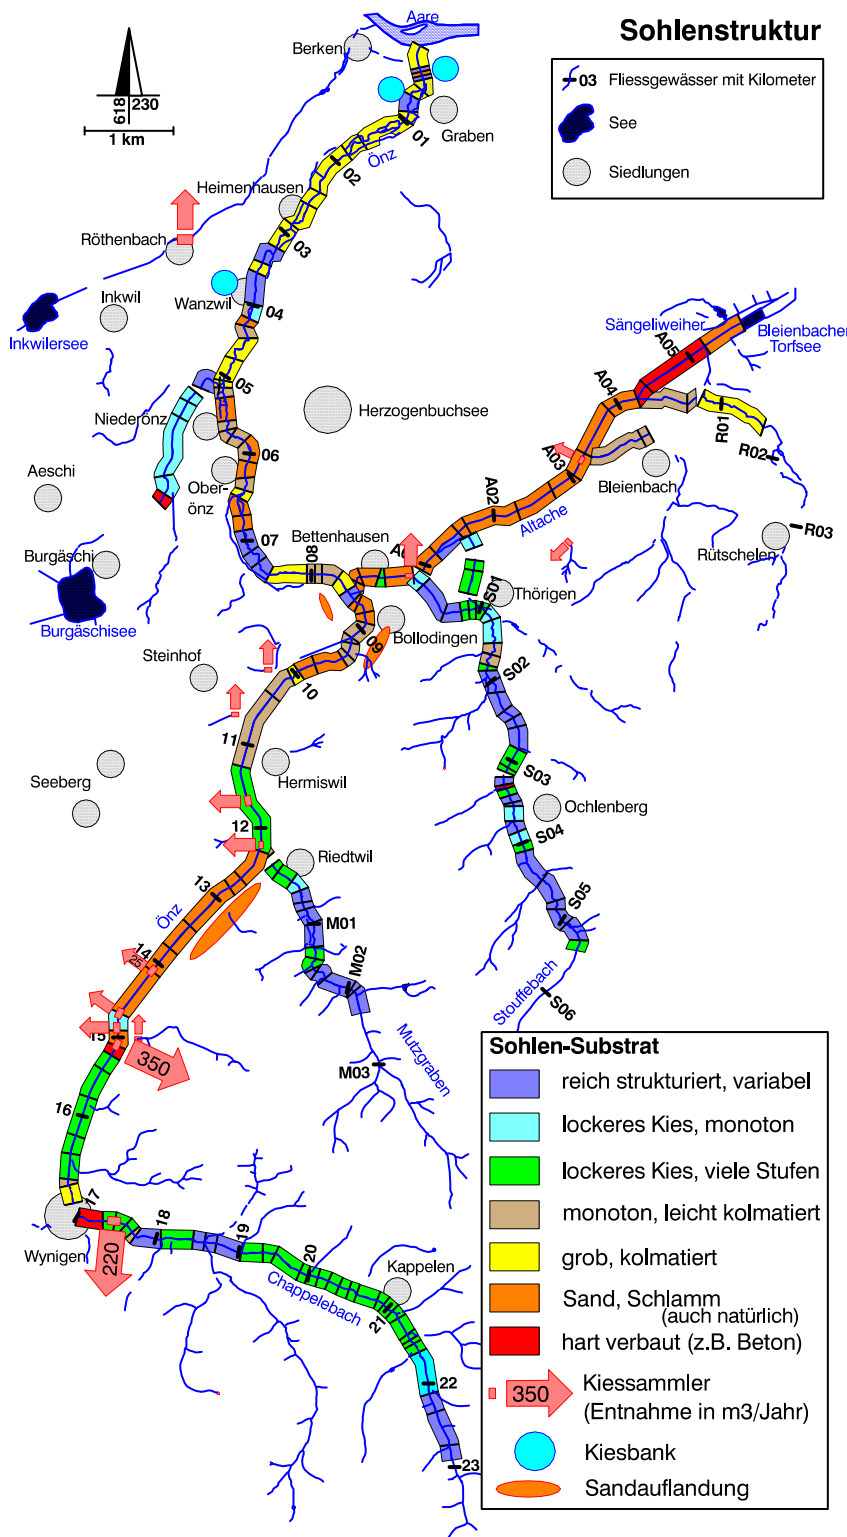 Sohlenstruktur
03 Fliessgewässer mit Kilometer
See
Siedlungen
618 230
1 km
Aare
Berken
Graben
01
Önz
02
Heimenhausen
03
Röthenbach
Inkwil
Wanzwil
04
Inkwilersee
Sängeliweiher
Bleienbacher
Torfsee
A05
05
A04
R01
Niederönz
Herzogenbuchsee
06
A03
R02
Bleienbach
Aeschi
Ober-
önz
A02
Altache
R03
Rütschelen
07
Bettenhausen
Burgäschi
08
Burgäschisee
S01
Thörigen
Bollodingen
09
Steinhof
S02
10
11
Seeberg
Hermiswil
S03
Ochlenberg
12
S04
Riedtwil
13
Önz
S05
M01
14
25
M02
Stouffebach
S06
15
350
Mutzgraben
M03
16
17
18
19
Wynigen
220
20
Kappelen
Chappelebach
21
22
23
Sohlen-Substrat
reich strukturiert, variabel
lockeres Kies, monoton
lockeres Kies, viele Stufen
monoton, leicht kolmatiert
grob, kolmatiert
Sand, Schlamm
(auch natürlich)
hart verbaut (z.B. Beton)
350 Kiessammler
(Entnahme in m3/Jahr)
Kiesbank
Sandauflandung